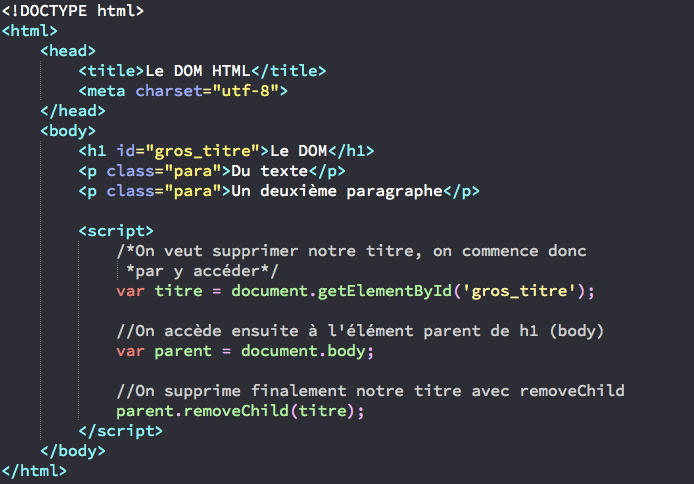 <!DOCTYPE html>
<html>
<head>
<title>Le DOM HTML</title>
<meta charset="utf-8">
</head>
<body>
<h1 id="gros_titre">Le DOM</h1>
<p class="para">Du texte</p>
<p class="para">Un deuxième paragraphe</p>
<script>
/*On veut supprimer notre titre, on commence donc
*par y accéder*/
var titre = document.getElementById('gros_titre');
//On accède ensuite à l'élément parent de h1 (body)
var parent = document.body;
//On supprime finalement notre titre avec removeChild
parent.removeChild(titre);
</script>
</body>
</html>